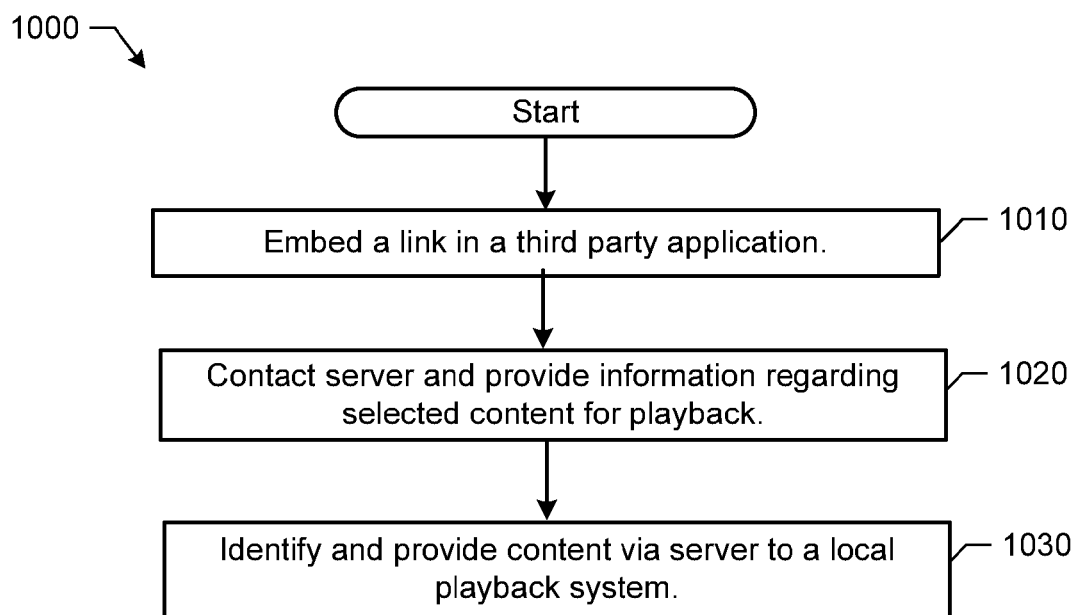 1000
Start
Embed a link in a third party application.
1010
Contact server and provide information regarding
selected content for playback.
1020
Identify and provide content via server to a local
playback system.
1030